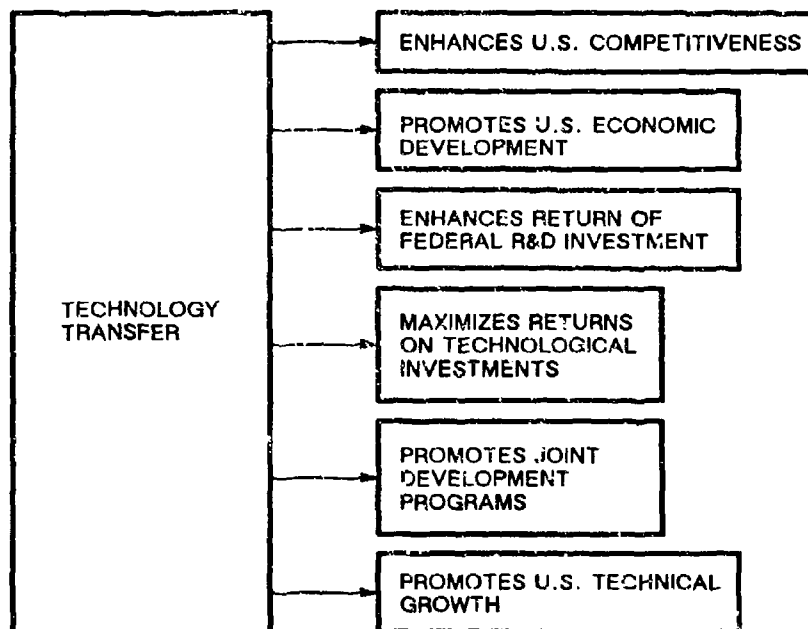 TECHNOLOGY
TRANSFER
ENHANCES U.S. COMPETITIVENESS
PROMOTES U.S. ECONOMIC
DEVELOPMENT
ENHANCES RETURN OF
FEDERAL R&D INVESTMENT
MAXIMIZES RETURNS
ON TECHNOLOGICAL
INVESTMENTS
PROMOTES JOINT
DEVELOPMENT
PROGRAMS
PROMOTES U.S. TECHNICAL
GROWTH